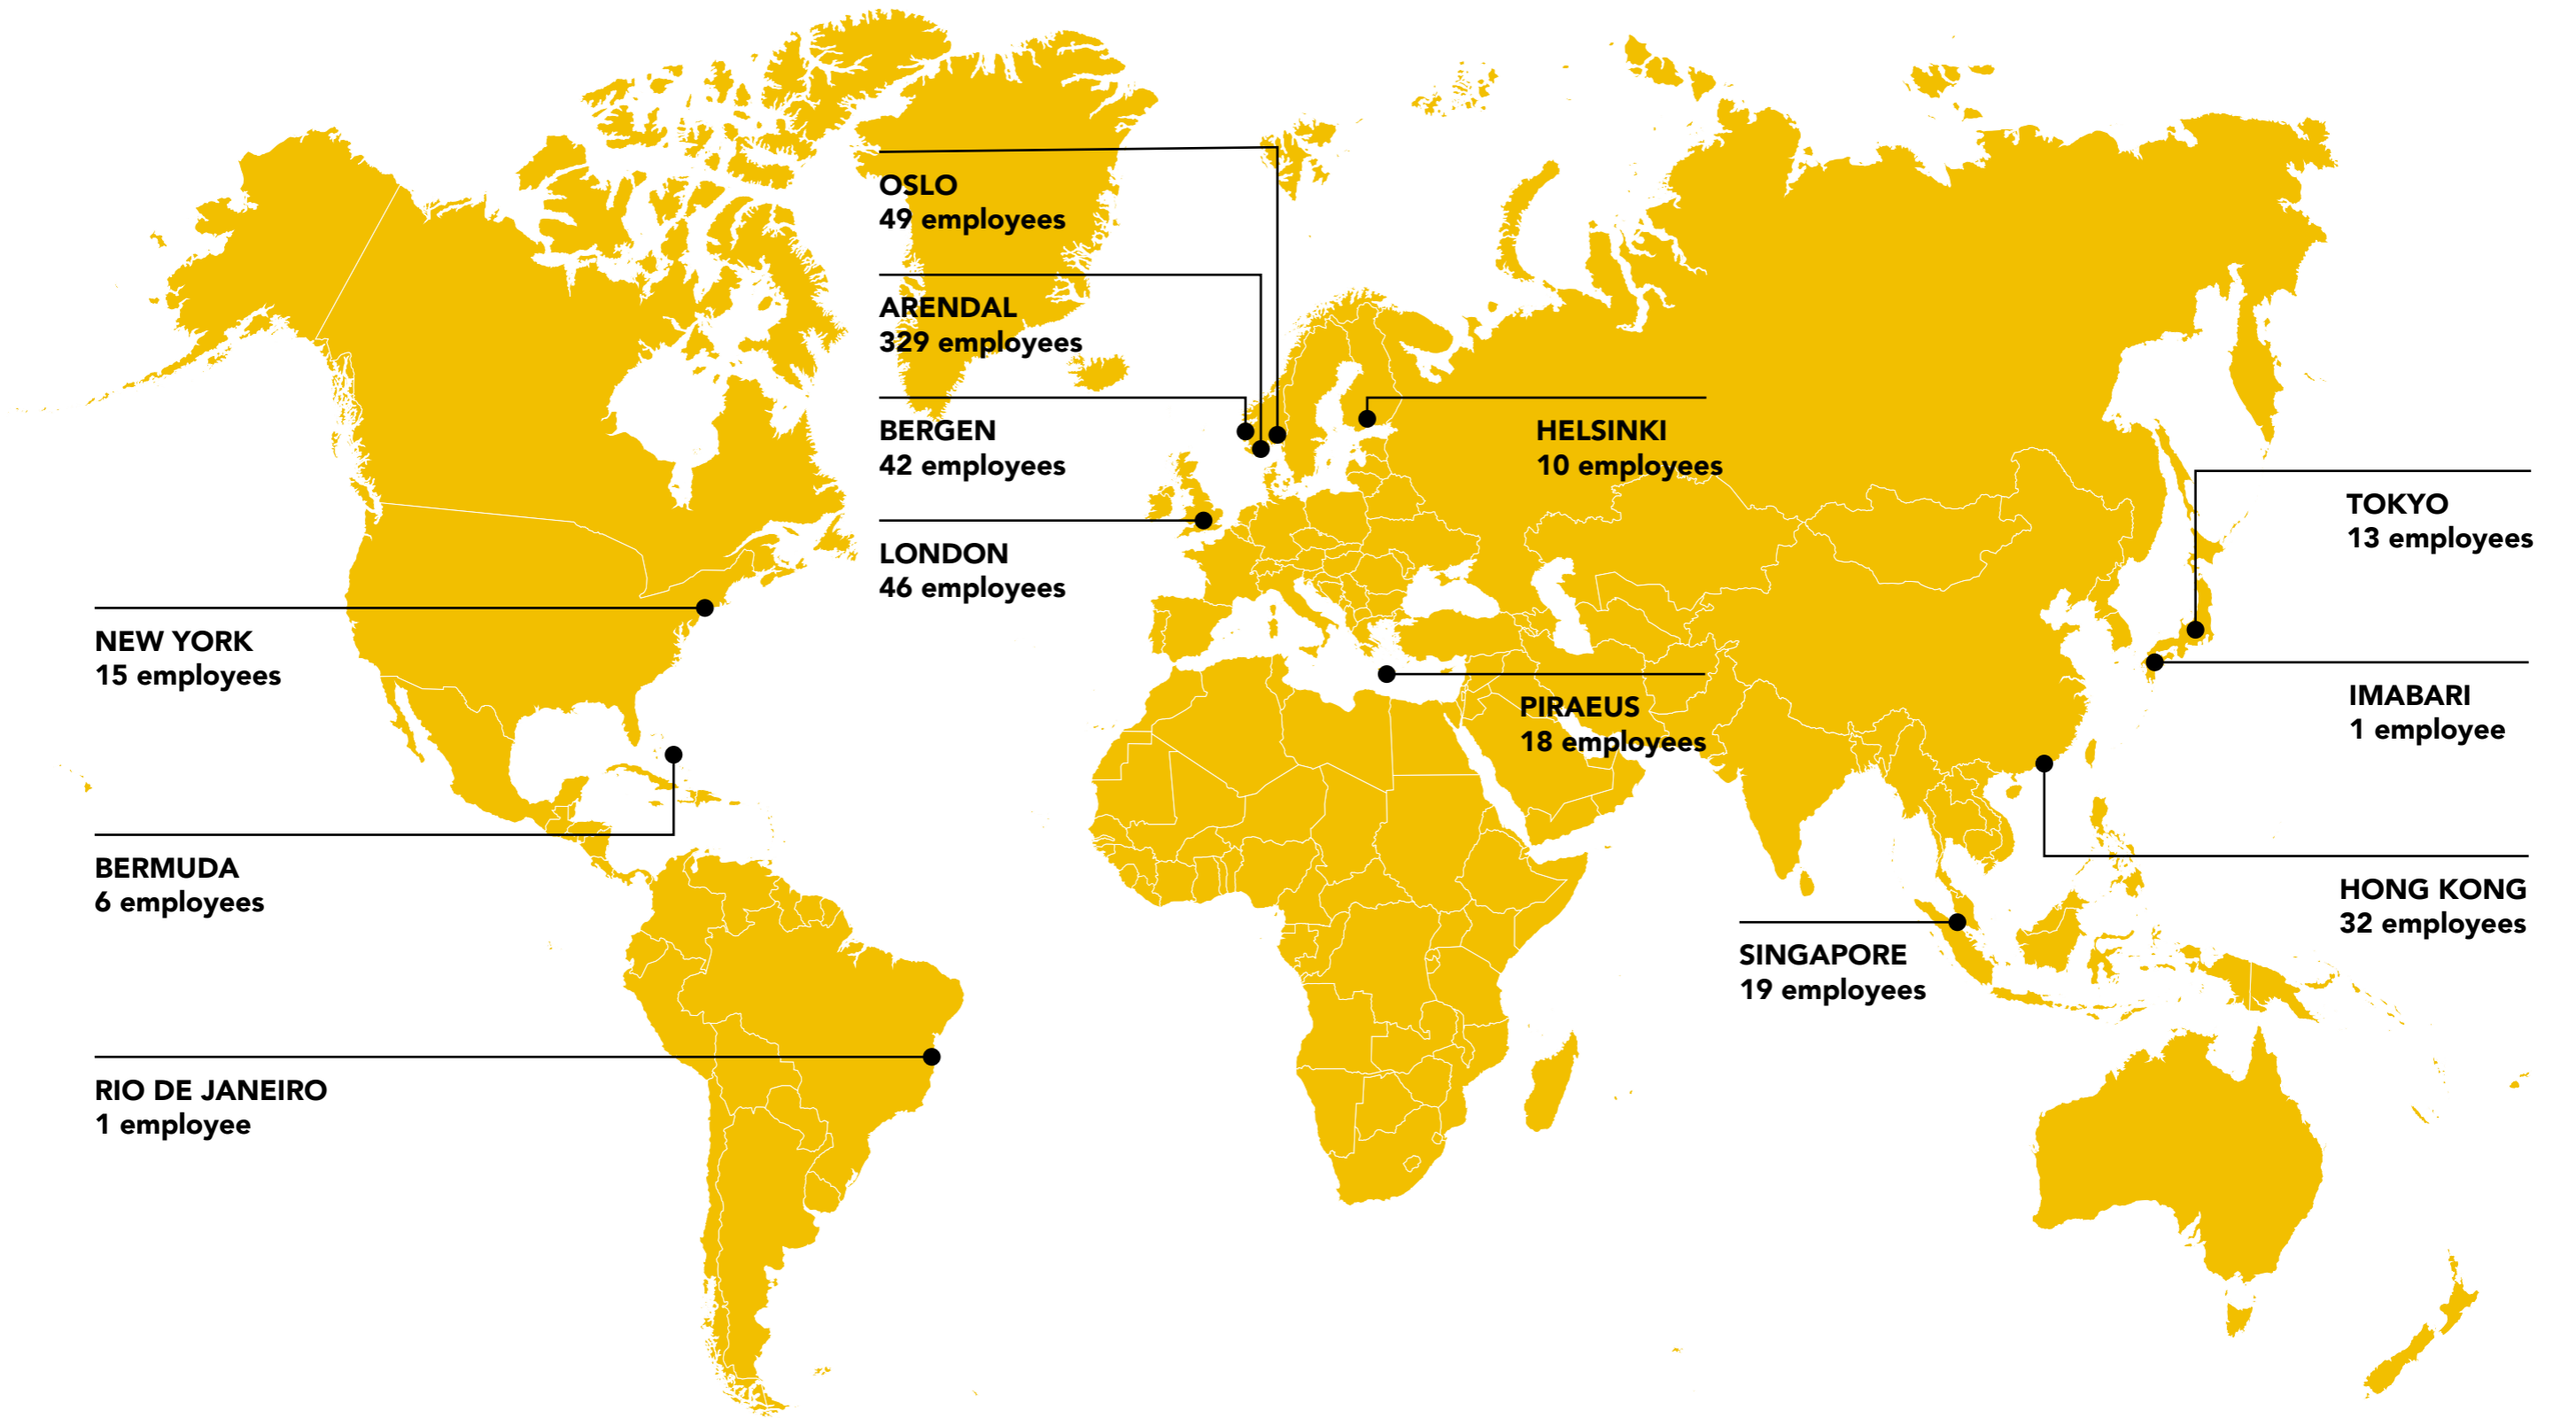 OSLO
49 employees
ARENDAL
329 employees
BERGEN
42 employees
HELSINKI
10 employees
TOKYO
13 employees
LONDON
46 employees
NEW YORK
15 employees
IMABARI
1 employee
PIRAEUS
18 employees
BERMUDA
6 employees
HONG KONG
32 employees
SINGAPORE
19 employees
RIO DE JANEIRO
1 employee